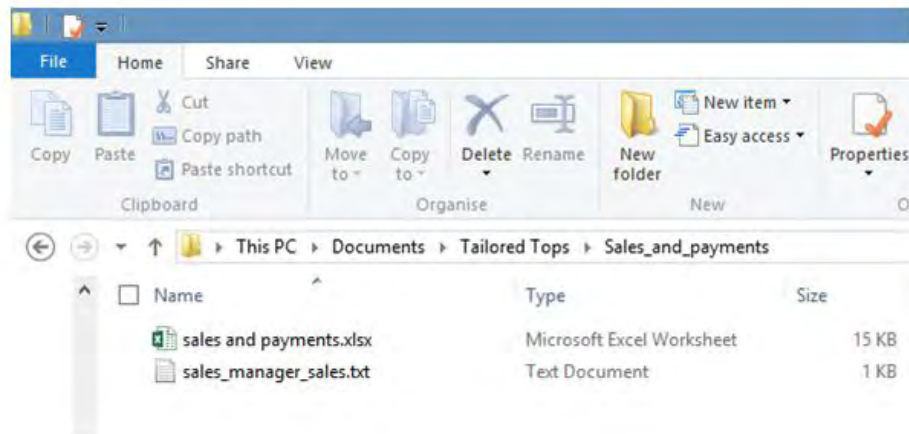 File Home Share View
Copy
Paste
Cut
Copy path
Paste shortcut
Move to
Copy to
Delete
Rename
New folder
New item
Easy access
Properties
Clipboard
Organise
New
O
This PC Documents Tailored Tops Sales_and_payments
Name Type Size
sales and payments.xlsx Microsoft Excel Worksheet 15 KB
sales_manager_sales.txt Text Document 1 KB